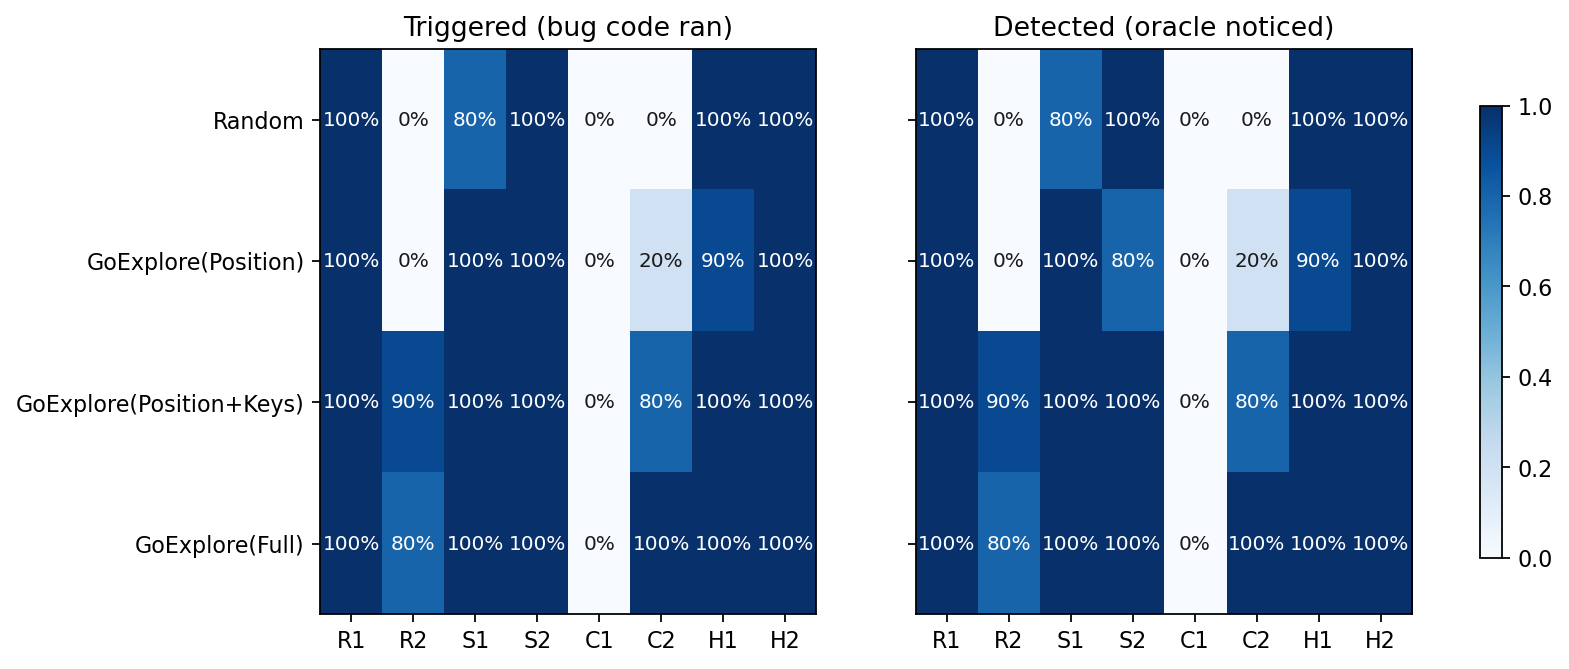 Triggered (bug code ran) Detected (oracle noticed)
Random 100% 0% 80% 100% 0% 0% 100% 100% 100% 0% 80% 100% 0% 0% 100% 100%
GoExplore(Position) 100% 0% 100% 100% 0% 20% 90% 100% 100% 0% 100% 80% 0% 20% 90% 100%
GoExplore(Position+Keys) 100% 90% 100% 100% 0% 80% 100% 100% 100% 90% 100% 100% 0% 80% 100% 100%
GoExplore(Full) 100% 80% 100% 100% 0% 100% 100% 100% 100% 80% 100% 100% 0% 100% 100% 100%
R1 R2 S1 S2 C1 C2 H1 H2 R1 R2 S1 S2 C1 C2 H1 H2
1.0
0.8
0.6
0.4
0.2
0.0